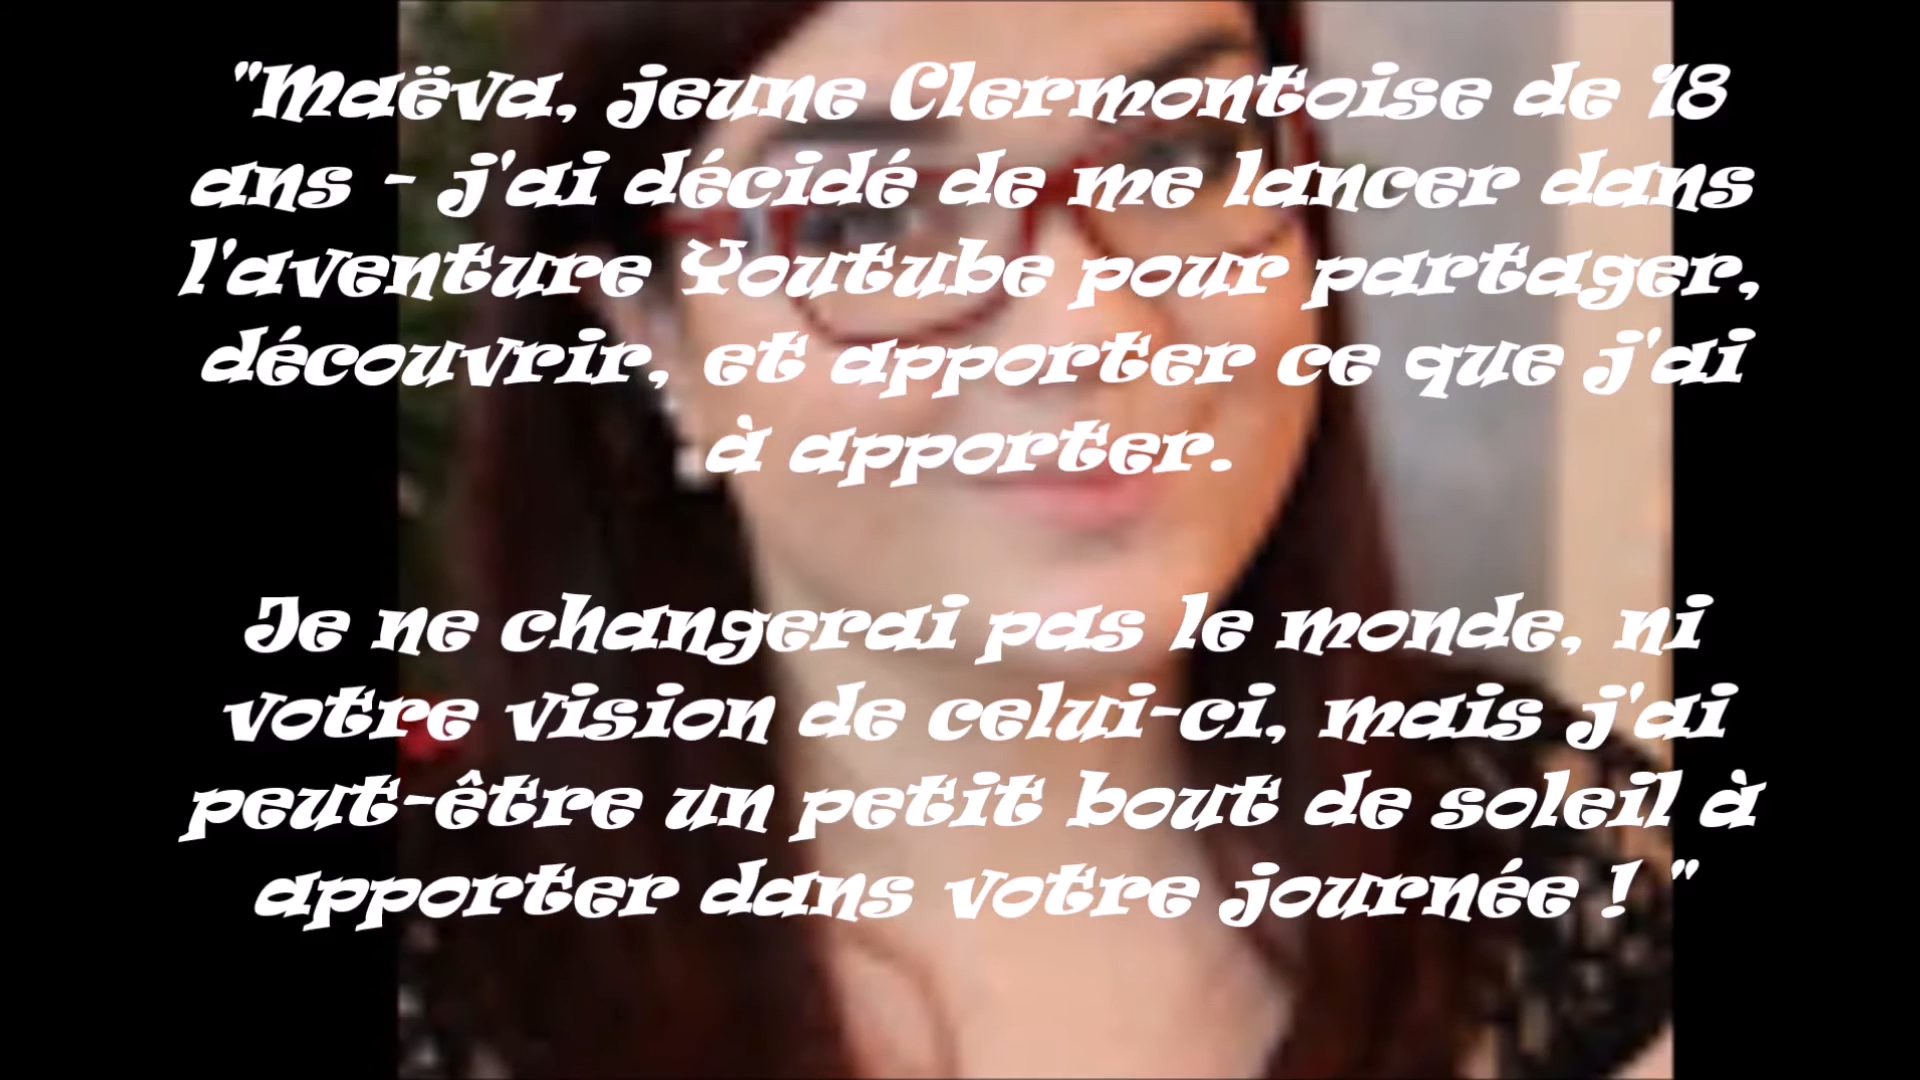 "Maëva, jeune Clermontoise de 18
ans - j'ai décidé de me lancer dans
l'aventure Youtube pour partager,
découvrir, et apporter ce que j'ai
à apporter.
Je ne changerai pas le monde, ni
votre vision de celui-ci, mais j'ai
peut-être un petit bout de soleil à
apporter dans votre journée ! "